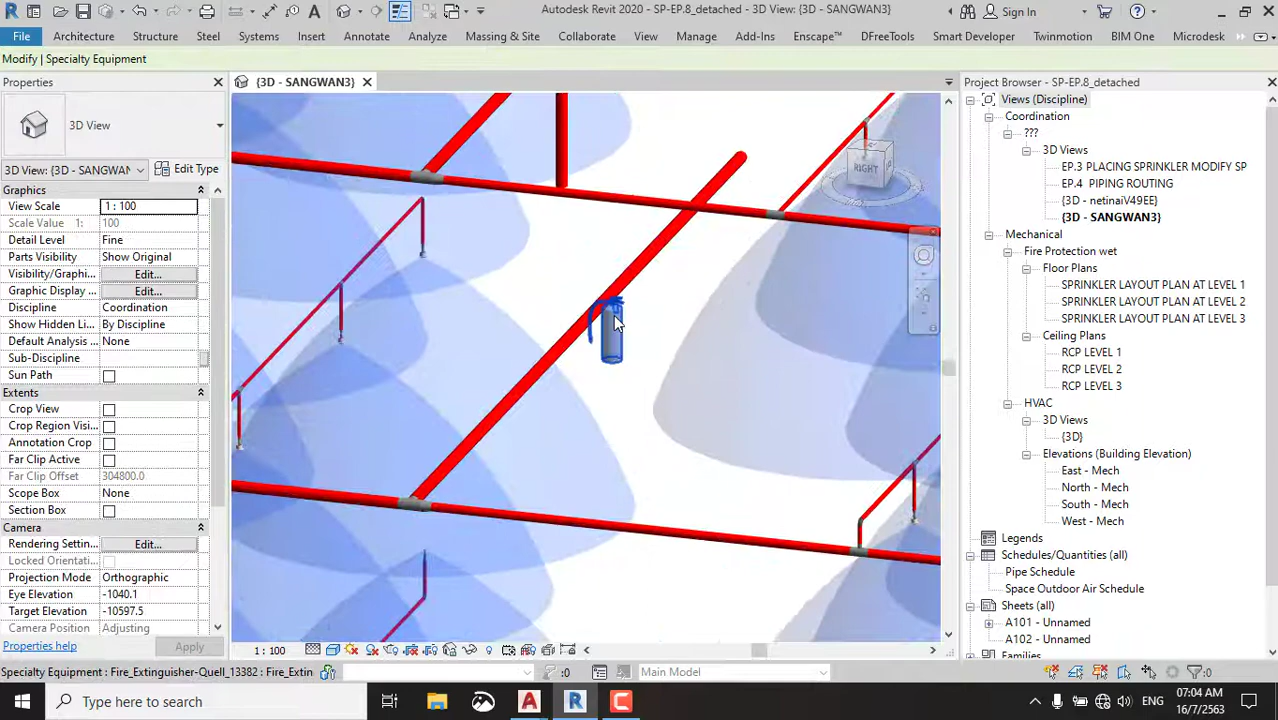 Autodesk Revit 2020 - SP-EP.8_detached - 3D View: {3D - SANGWAN3}
Sign In
File Architecture Structure Steel Systems Insert Annotate Analyze Massing & Site Collaborate View Manage Add-Ins Enscape™ DFreeTools Smart Developer Twinmotion BIM One Microdesk
Modify | Specialty Equipment
Properties
3D View
3D View: {3D - SANGWAN
Edit Type
Graphics
View Scale 1 : 100
Scale Value 1: 100
Detail Level Fine
Parts Visibility Show Original
Visibility/Graphi... Edit...
Graphic Display ... Edit...
Discipline Coordination
Show Hidden Li... By Discipline
Default Analysis ... None
Sub-Discipline
Sun Path
Extents
Crop View
Crop Region Visi...
Annotation Crop
Far Clip Active
Far Clip Offset 304800.0
Scope Box None
Section Box
Camera
Rendering Settin... Edit...
Locked Orientati...
Projection Mode Orthographic
Eye Elevation -1040.1
Target Elevation -10597.5
Camera Position Adjusting
Properties help
Apply
{3D - SANGWAN3}
RIGHT
1 : 100
Project Browser - SP-EP.8_detached
Views (Discipline)
Coordination
???
3D Views
EP.3 PLACING SPRINKLER MODIFY SP
EP.4 PIPING ROUTING
{3D - netinaiV49EE}
{3D - SANGWAN3}
Mechanical
Fire Protection wet
Floor Plans
SPRINKLER LAYOUT PLAN AT LEVEL 1
SPRINKLER LAYOUT PLAN AT LEVEL 2
SPRINKLER LAYOUT PLAN AT LEVEL 3
Ceiling Plans
RCP LEVEL 1
RCP LEVEL 2
RCP LEVEL 3
HVAC
3D Views
{3D}
Elevations (Building Elevation)
East - Mech
North - Mech
South - Mech
West - Mech
Legends
Schedules/Quantities (all)
Pipe Schedule
Space Outdoor Air Schedule
Sheets (all)
A101 - Unnamed
A102 - Unnamed
Families
Specialty Equipment : Fire_Extinguisher-Quell_13382 : Fire_Extin
:0
Main Model
:0
Type here to search
ENG
07:04 AM
16/7/2563